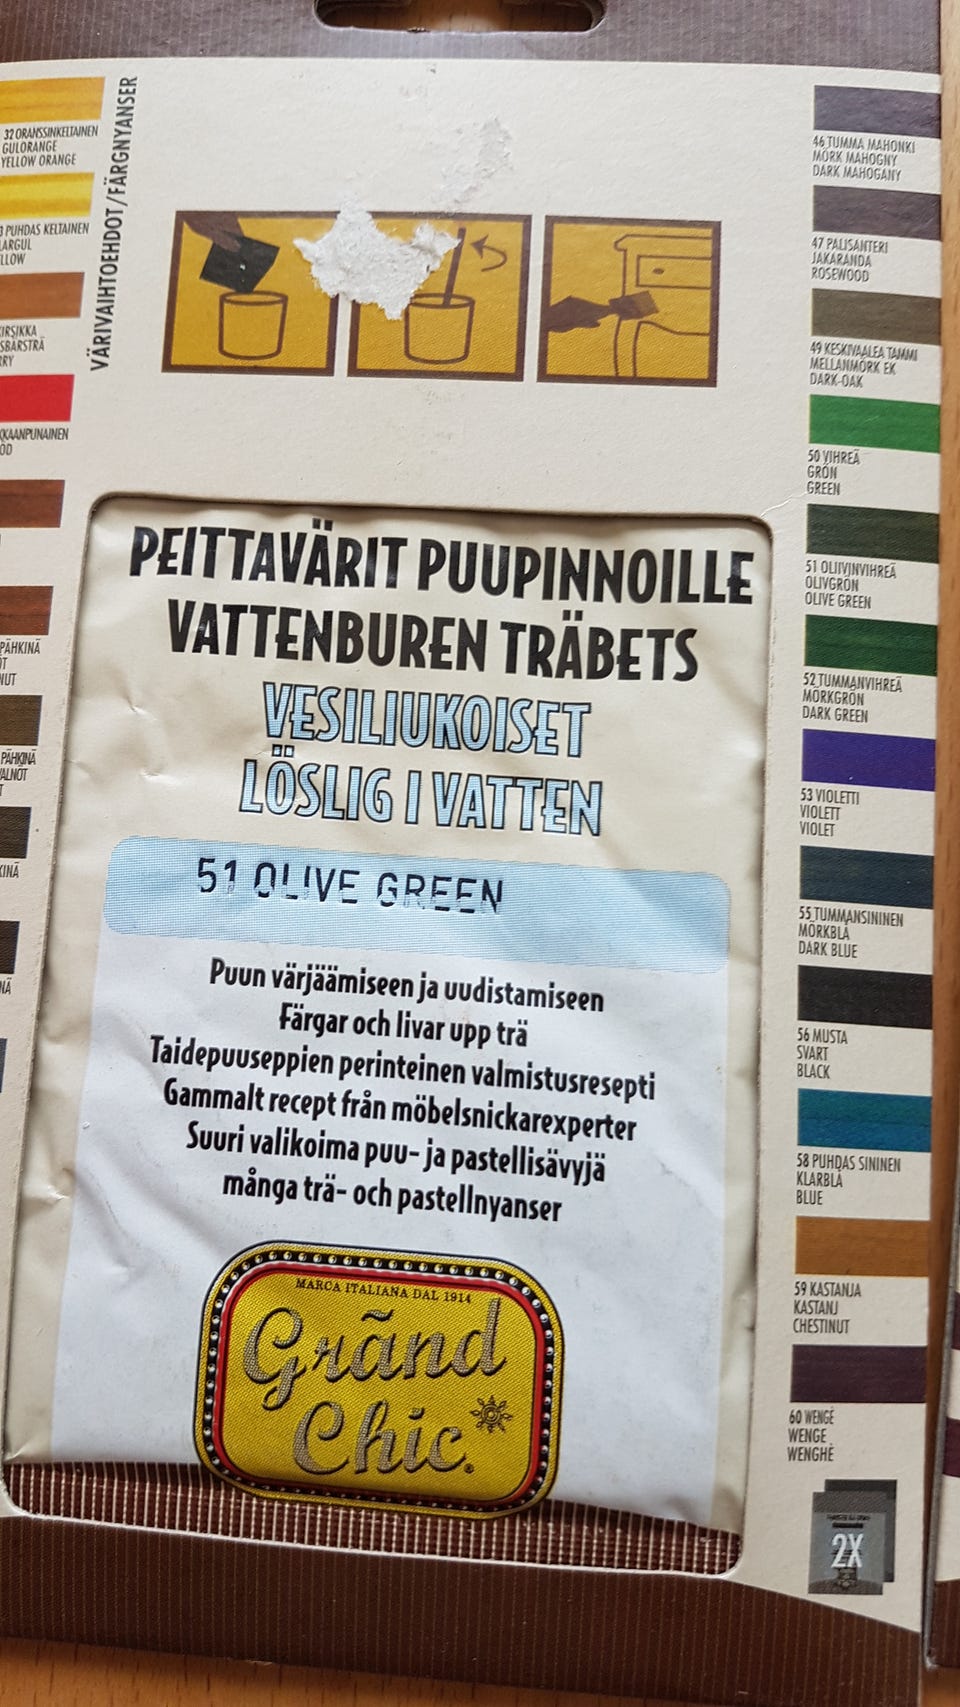 32 ORANSSINKELTAINEN
GULORANGE
YELLOW ORANGE
PUHDAS KELTAINEN
VÄRIVAIHTOEHDOT/FÄRGNYANSER
46 TUMMA MAHONKI
MÖRK MAHOGNY
DARK MAHOGANY
47 PALISANTERI
JAKARANDA
ROSEWOOD
49 KESKIVAALEA TAMMI
MELLANMÖRK EK
DARK-OAK
50 VIHREÄ
GRÖN
GREEN
51 OLIIVINVIHREÄ
OLIVGRÖN
OLIVE GREEN
52 TUMMANVIHREÄ
MÖRKGRÖN
DARK GREEN
53 VIOLETTI
VIOLETT
VIOLET
55 TUMMANSININEN
MÖRKBLÅ
DARK BLUE
56 MUSTA
SVART
BLACK
58 PUHDAS SININEN
KLARBLÅ
BLUE
59 KASTANJA
KASTANJ
CHESTINUT
60 WENGÉ
WENGE
WENGHÈ
2X
PEITTAVÄRIT PUUPINNOILLE
VATTENBUREN TRÄBETS
VESILIUKOISET
LÖSLIG I VATTEN
51 OLIVE GREEN
Puun värjäämiseen ja uudistamiseen
Färgar och livar upp trä
Taidepuuseppien perinteinen valmistusresepti
Gammalt recept från möbelsnickarexperter
Suuri valikoima puu- ja pastellisävyjä
många trä- och pastellnyanser
MARCA ITALIANA DAL 1914
Grãnd
Chic®